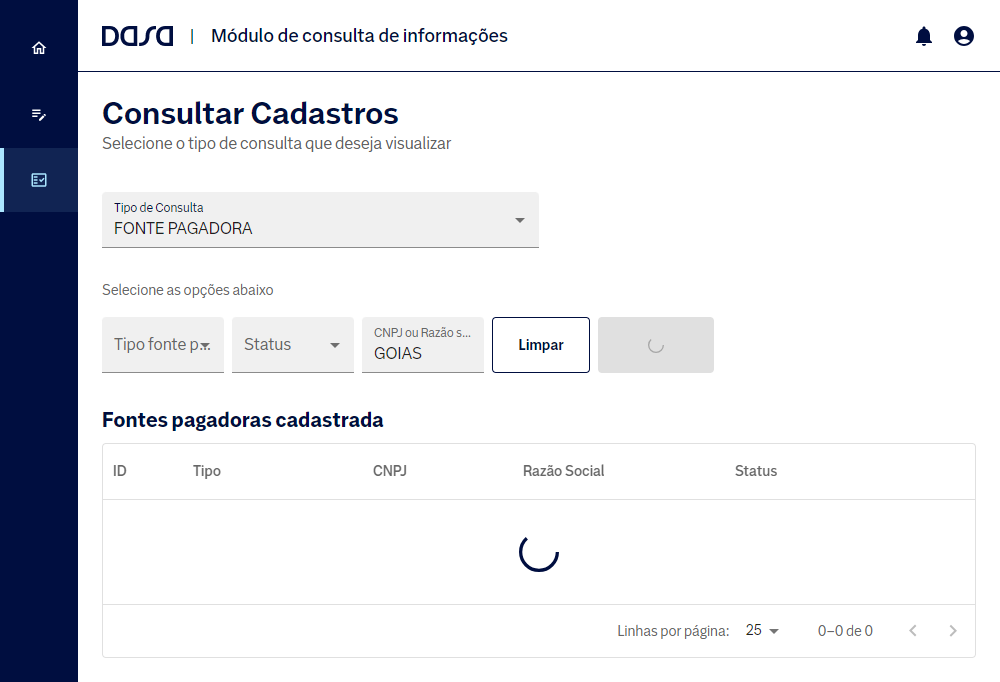 Dasa | Módulo de consulta de informações
Consultar Cadastros
Selecione o tipo de consulta que deseja visualizar
Tipo de Consulta
FONTE PAGADORA
Selecione as opções abaixo
Tipo fonte p...
Status
CNPJ ou Razão s...
GOIAS
Limpar
Fontes pagadoras cadastrada
ID Tipo CNPJ Razão Social Status
Linhas por página: 25 0–0 de 0